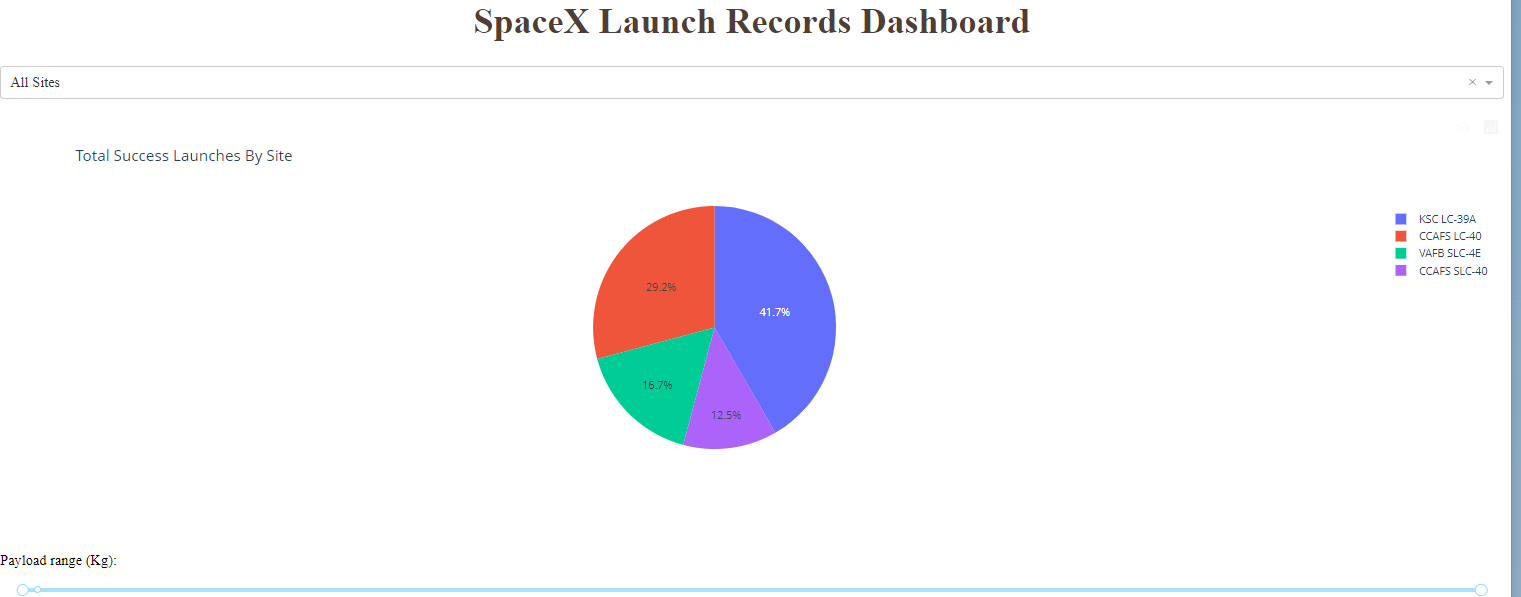 SpaceX Launch Records Dashboard
All Sites
Total Success Launches By Site
KSC LC-39A
CCAFS LC-40
VAFB SLC-4E
CCAFS SLC-40
29.2%
41.7%
16.7%
12.5%
Payload range (Kg):